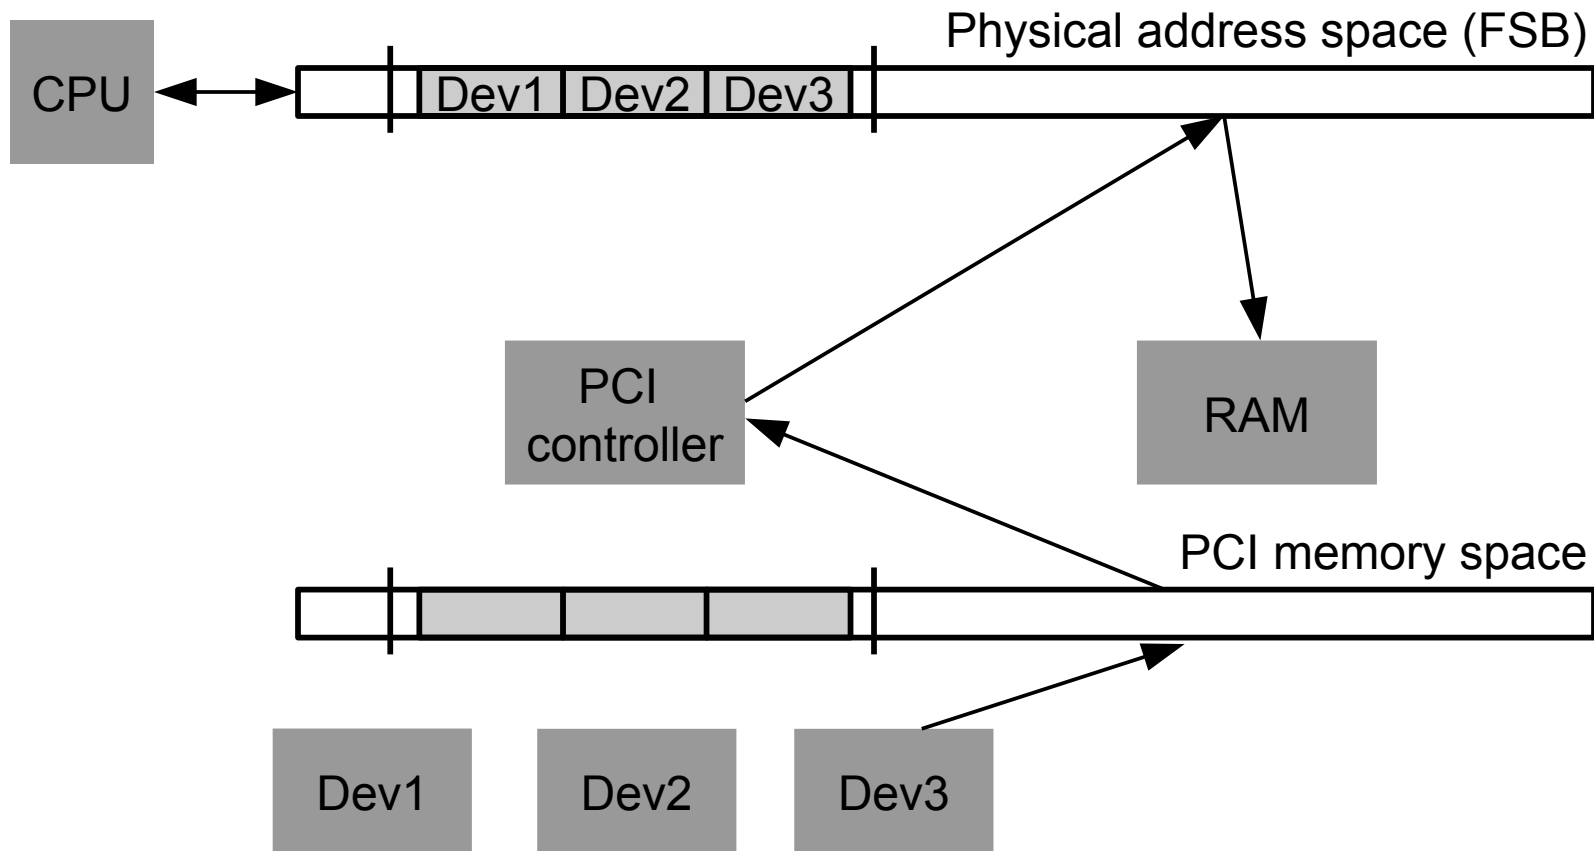 Physical address space (FSB)
CPU
Dev1 Dev2 Dev3
PCI
controller
RAM
PCI memory space
Dev1
Dev2
Dev3